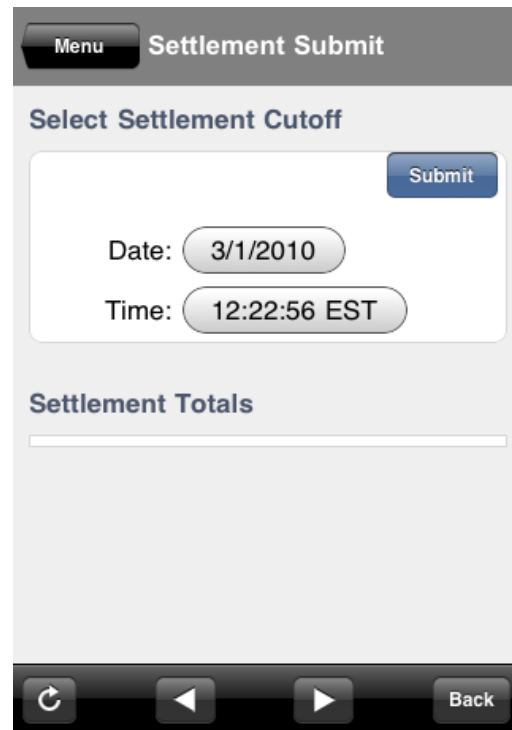 Menu Settlement Submit
Select Settlement Cutoff
Submit
Date: 3/1/2010
Time: 12:22:56 EST
Settlement Totals
Back